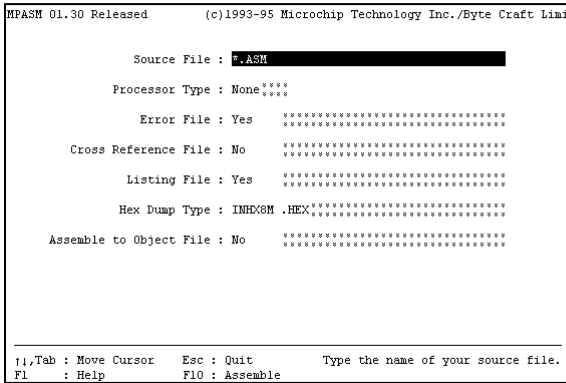 MPASM 01.30 Released (c)1993-95 Microchip Technology Inc./Byte Craft Limi
Source File : *.ASM
Processor Type : None
Error File : Yes
Cross Reference File : No
Listing File : Yes
Hex Dump Type : INHX8M .HEX
Assemble to Object File : No
↑↓,Tab : Move Cursor Esc : Quit Type the name of your source file.
F1 : Help F10 : Assemble